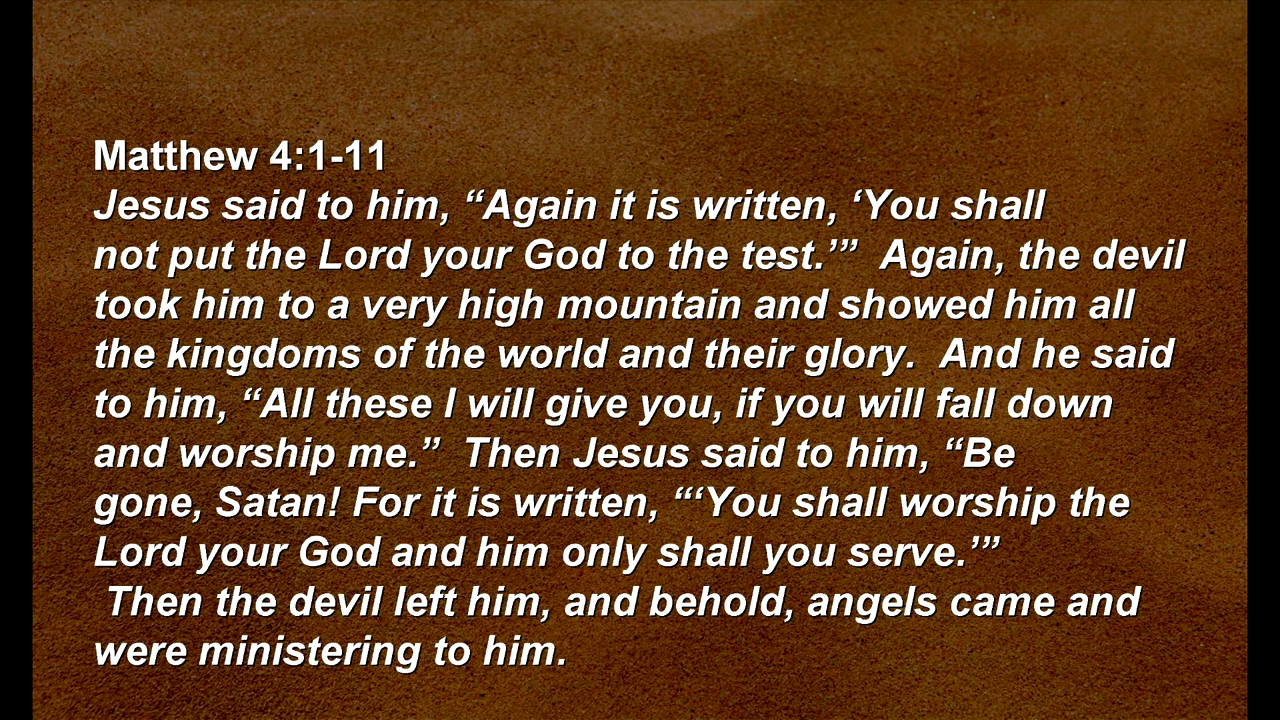 Matthew 4:1-11
Jesus said to him, “Again it is written, ‘You shall
not put the Lord your God to the test.’”  Again, the devil
took him to a very high mountain and showed him all
the kingdoms of the world and their glory.  And he said
to him, “All these I will give you, if you will fall down
and worship me.”  Then Jesus said to him, “Be
gone, Satan! For it is written, “‘You shall worship the
Lord your God and him only shall you serve.’”
Then the devil left him, and behold, angels came and
were ministering to him.